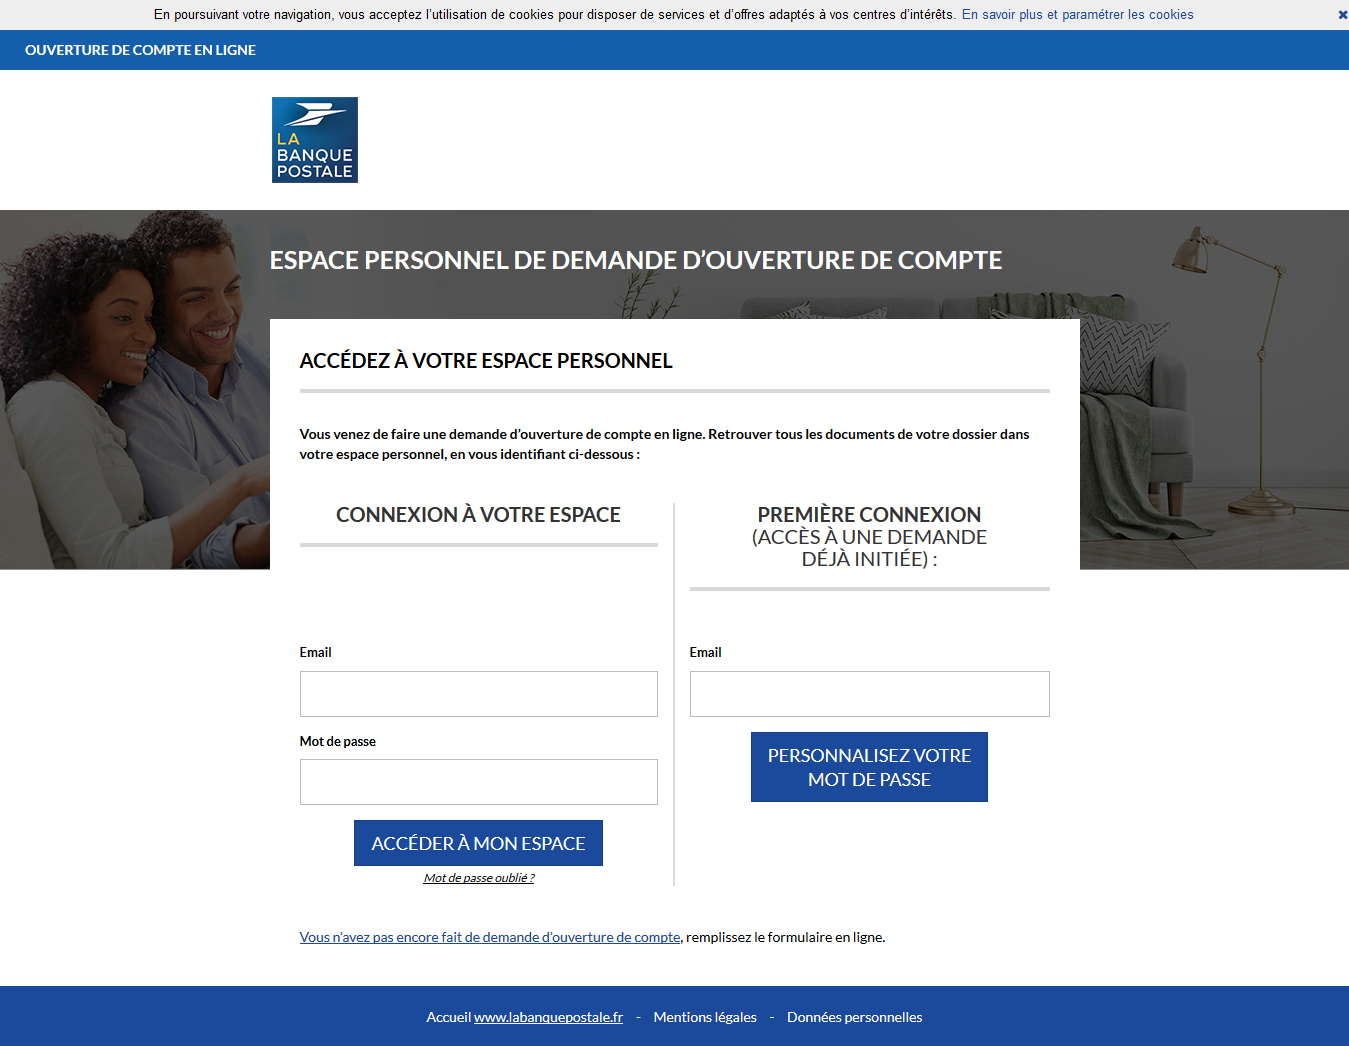 En poursuivant votre navigation, vous acceptez l'utilisation de cookies pour disposer de services et d'offres adaptés à vos centres d'intérêts. En savoir plus et paramétrer les cookies
OUVERTURE DE COMPTE EN LIGNE
LA
BANQUE
POSTALE
ESPACE PERSONNEL DE DEMANDE D'OUVERTURE DE COMPTE
ACCÉDEZ À VOTRE ESPACE PERSONNEL
Vous venez de faire une demande d'ouverture de compte en ligne. Retrouver tous les documents de votre dossier dans
votre espace personnel, en vous identifiant ci-dessous :
CONNEXION À VOTRE ESPACE
Email
Mot de passe
ACCÉDER À MON ESPACE
Mot de passe oublié ?
PREMIÈRE CONNEXION
(ACCÈS À UNE DEMANDE
DÉJÀ INITIÉE) :
Email
PERSONNALISEZ VOTRE
MOT DE PASSE
Vous n'avez pas encore fait de demande d'ouverture de compte, remplissez le formulaire en ligne.
Accueil www.labanquepostale.fr - Mentions légales - Données personnelles